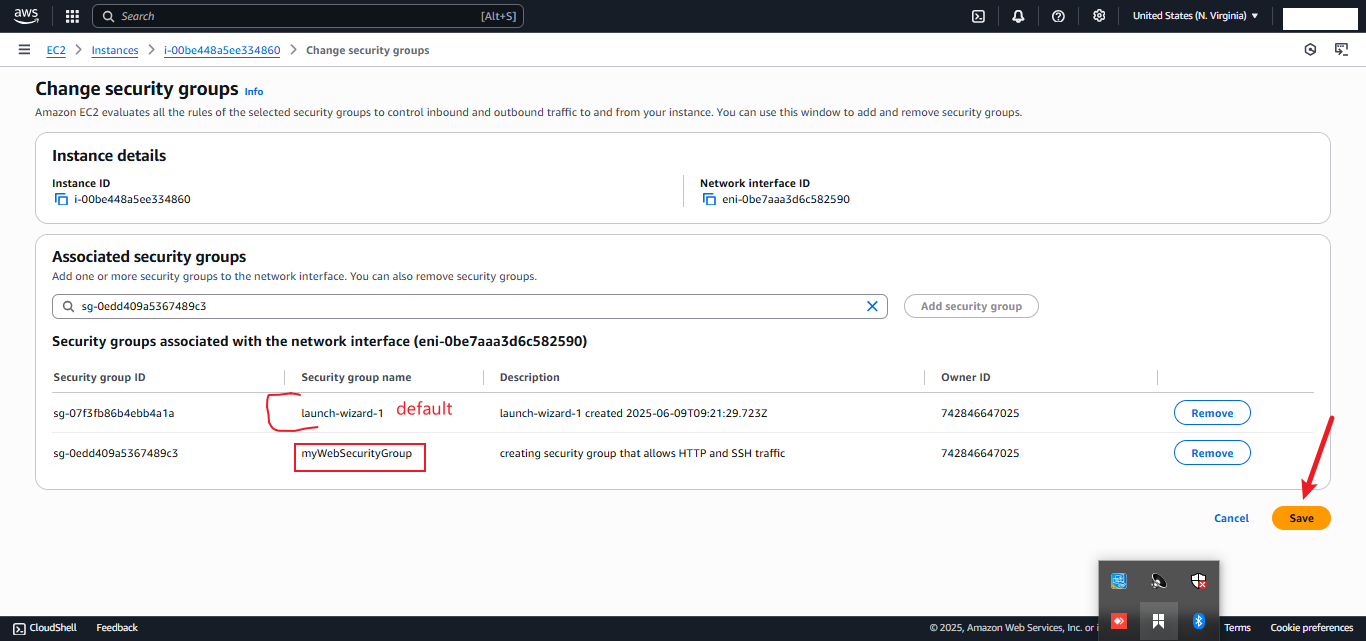 aws Search [Alt+S] United States (N. Virginia)
EC2 Instances i-00be448a5ee334860 Change security groups
Change security groups Info
Amazon EC2 evaluates all the rules of the selected security groups to control inbound and outbound traffic to and from your instance. You can use this window to add and remove security groups.
Instance details
Instance ID Network interface ID
i-00be448a5ee334860 eni-0be7aaa3d6c582590
Associated security groups
Add one or more security groups to the network interface. You can also remove security groups.
sg-0edd409a5367489c3 Add security group
Security groups associated with the network interface (eni-0be7aaa3d6c582590)
Security group ID Security group name Description Owner ID
sg-07f3fb86b4ebb4a1a launch-wizard-1 default launch-wizard-1 created 2025-06-09T09:21:29.723Z 742846647025 Remove
sg-0edd409a5367489c3 myWebSecurityGroup creating security group that allows HTTP and SSH traffic 742846647025 Remove
Cancel Save
CloudShell Feedback © 2025, Amazon Web Services, Inc. or i Terms Cookie preferences